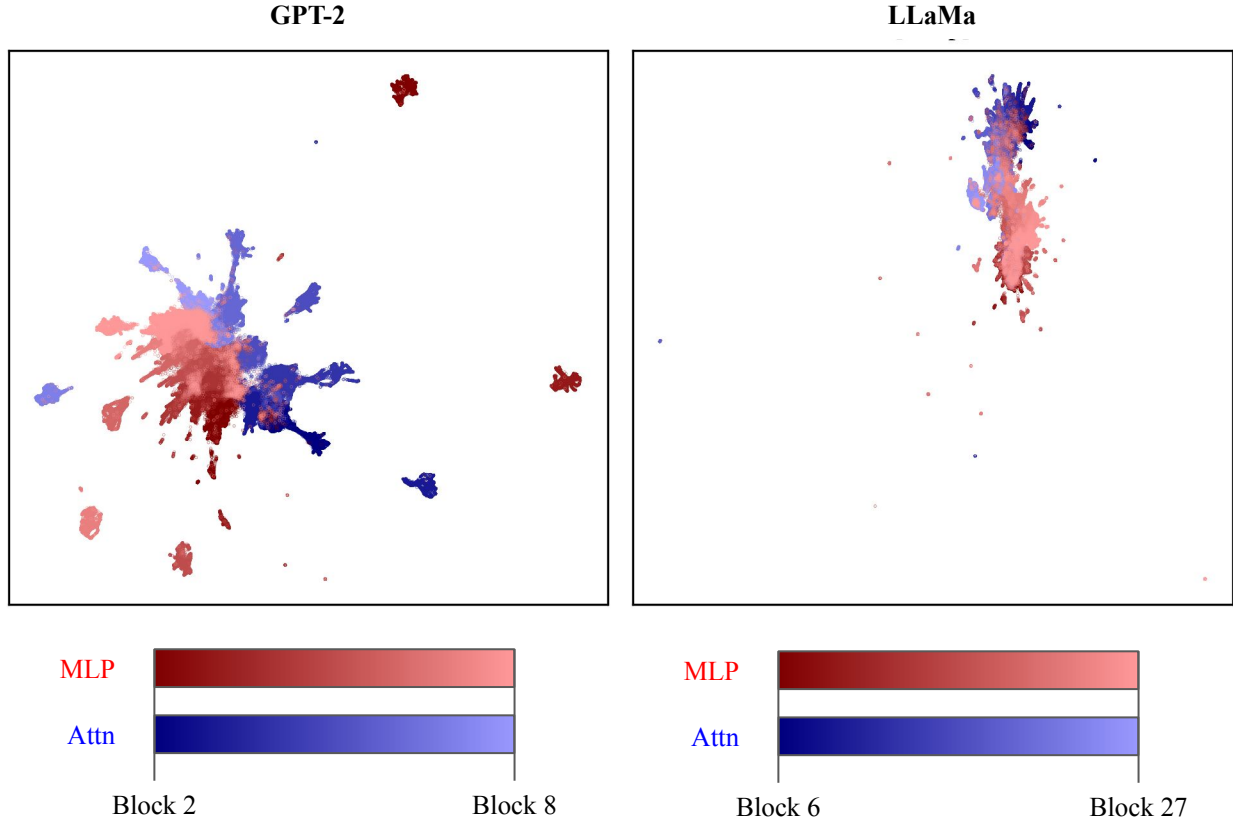 GPT-2
LLaMa
MLP
Attn
Block 2
Block 8
MLP
Attn
Block 6
Block 27